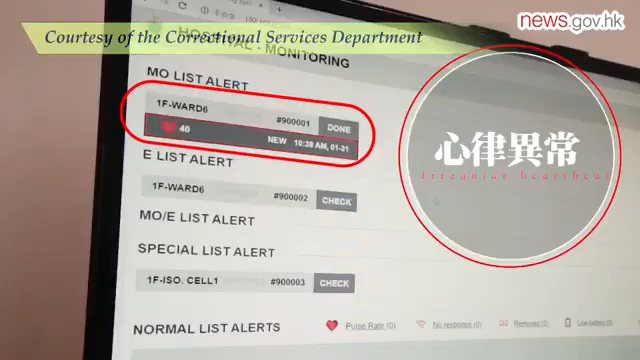 news.gov.hk
Courtesy of the Correctional Services Department
HOSPITAL - MONITORING
MO LIST ALERT
1F-WARD6
#900001 DONE
40
NEW 10:38 AM, 01-31
心律異常
Irregular heartbeat
E LIST ALERT
1F-WARD6
#900002 CHECK
MO/E LIST ALERT
SPECIAL LIST ALERT
1F-ISO. CELL1
#900003 CHECK
NORMAL LIST ALERTS
Pulse Rate (0) No response (0) Removed (0) Low battery (0)